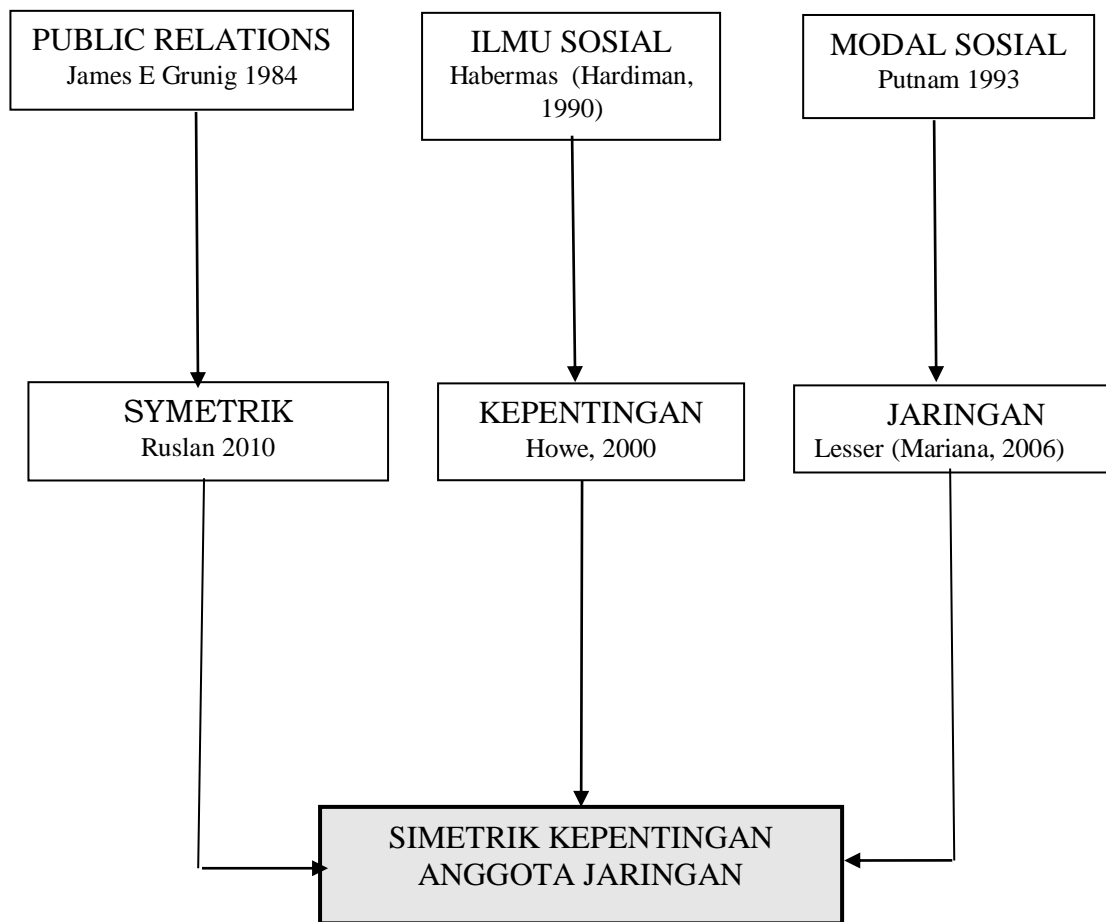 PUBLIC RELATIONS
James E Grunig 1984
ILMU SOSIAL
Habermas (Hardiman,
1990)
MODAL SOSIAL
Putnam 1993
SYMETRIK
Ruslan 2010
KEPENTINGAN
Howe, 2000
JARINGAN
Lesser (Mariana, 2006)
SIMETRIK KEPENTINGAN
ANGGOTA JARINGAN